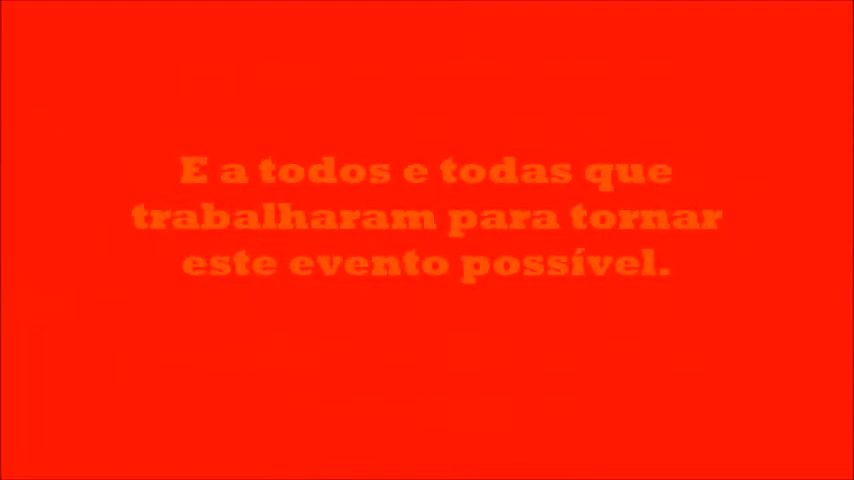 E a todos e todas que
trabalharam para tornar
este evento possível.